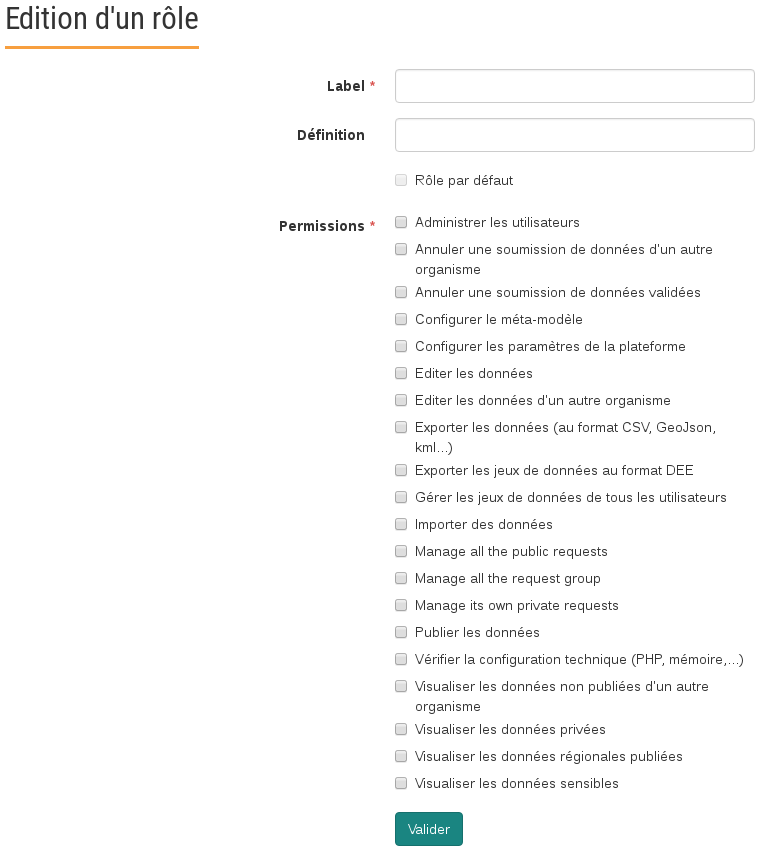 Edition d'un rôle
Label *
Définition
Rôle par défaut
Permissions *
Administrer les utilisateurs
Annuler une soumission de données d'un autre
organisme
Annuler une soumission de données validées
Configurer le méta-modèle
Configurer les paramètres de la plateforme
Editer les données
Editer les données d'un autre organisme
Exporter les données (au format CSV, GeoJson,
kml...)
Exporter les jeux de données au format DEE
Gérer les jeux de données de tous les utilisateurs
Importer des données
Manage all the public requests
Manage all the request group
Manage its own private requests
Publier les données
Vérifier la configuration technique (PHP, mémoire,...)
Visualiser les données non publiées d'un autre
organisme
Visualiser les données privées
Visualiser les données régionales publiées
Visualiser les données sensibles
Valider